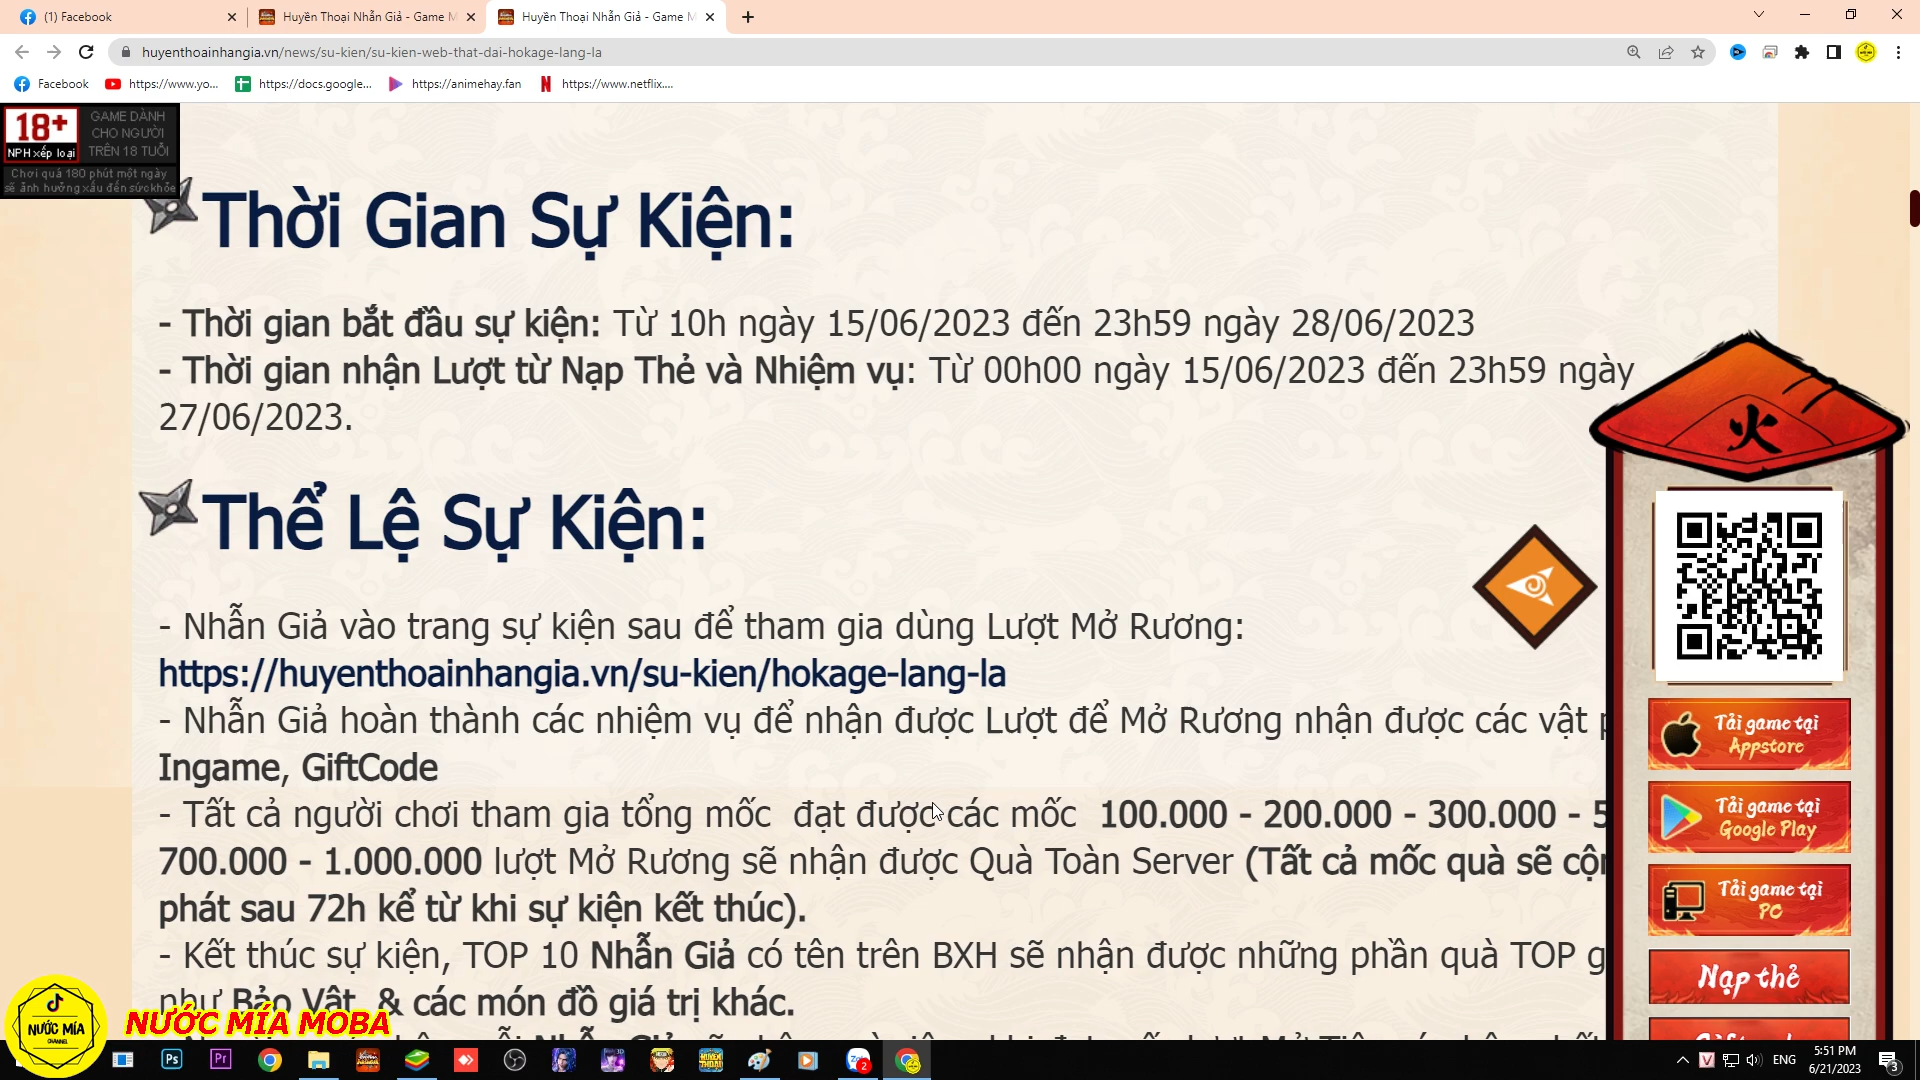 (1) Facebook
Huyền Thoại Nhẫn Giả - Game M
Huyền Thoại Nhẫn Giả - Game M
huyenthoainhangia.vn/news/su-kien/su-kien-web-that-dai-hokage-lang-la
Facebook
https://www.yo...
https://docs.google...
https://animehay.fan
https://www.netflix....
18+
NPH xếp loại
GAME DÀNH
CHO NGƯỜI
TRÊN 18 TUỔI
Chơi quá 180 phút một ngày
sẽ ảnh hưởng xấu đến sức khỏe
Thời Gian Sự Kiện:
- Thời gian bắt đầu sự kiện: Từ 10h ngày 15/06/2023 đến 23h59 ngày 28/06/2023
- Thời gian nhận Lượt từ Nạp Thẻ và Nhiệm vụ: Từ 00h00 ngày 15/06/2023 đến 23h59 ngày
27/06/2023.
Thể Lệ Sự Kiện:
- Nhẫn Giả vào trang sự kiện sau để tham gia dùng Lượt Mở Rương:
https://huyenthoainhangia.vn/su-kien/hokage-lang-la
- Nhẫn Giả hoàn thành các nhiệm vụ để nhận được Lượt để Mở Rương nhận được các vật
Ingame, GiftCode
- Tất cả người chơi tham gia tổng mốc đạt được các mốc 100.000 - 200.000 - 300.000 - 5
700.000 - 1.000.000 lượt Mở Rương sẽ nhận được Quà Toàn Server (Tất cả mốc quà sẽ
phát sau 72h kể từ khi sự kiện kết thúc).
- Kết thúc sự kiện, TOP 10 Nhẫn Giả có tên trên BXH sẽ nhận được những phần quà TOP
như Bảo Vật, & các món đồ giá trị khác.
火
Tải game tại
Appstore
Tải game tại
Google Play
Tải game tại
PC
Nạp thẻ
NƯỚC MÍA
CHANNEL
NƯỚC MÍA MOBA
Ps
Pr
2
ENG
5:51 PM
6/21/2023
3